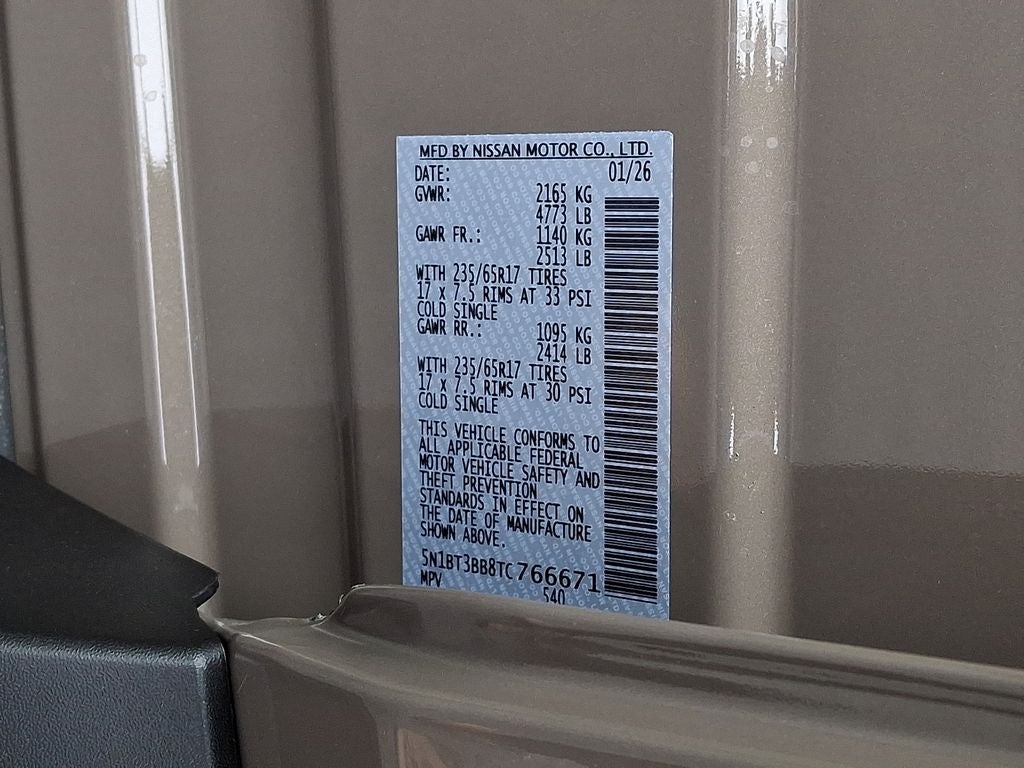 MFD BY NISSAN MOTOR CO., LTD.
DATE: 01/26
GVWR: 2165 KG
4773 LB
GAWR FR.: 1140 KG
2513 LB
WITH 235/65R17 TIRES
17 X 7.5 RIMS AT 33 PSI
COLD SINGLE
GAWR RR.: 1095 KG
2414 LB
WITH 235/65R17 TIRES
17 X 7.5 RIMS AT 30 PSI
COLD SINGLE
THIS VEHICLE CONFORMS TO
ALL APPLICABLE FEDERAL
MOTOR VEHICLE SAFETY AND
THEFT PREVENTION
STANDARDS IN EFFECT ON
THE DATE OF MANUFACTURE
SHOWN ABOVE.
5N1BT3BB8TC766671
MPV 540